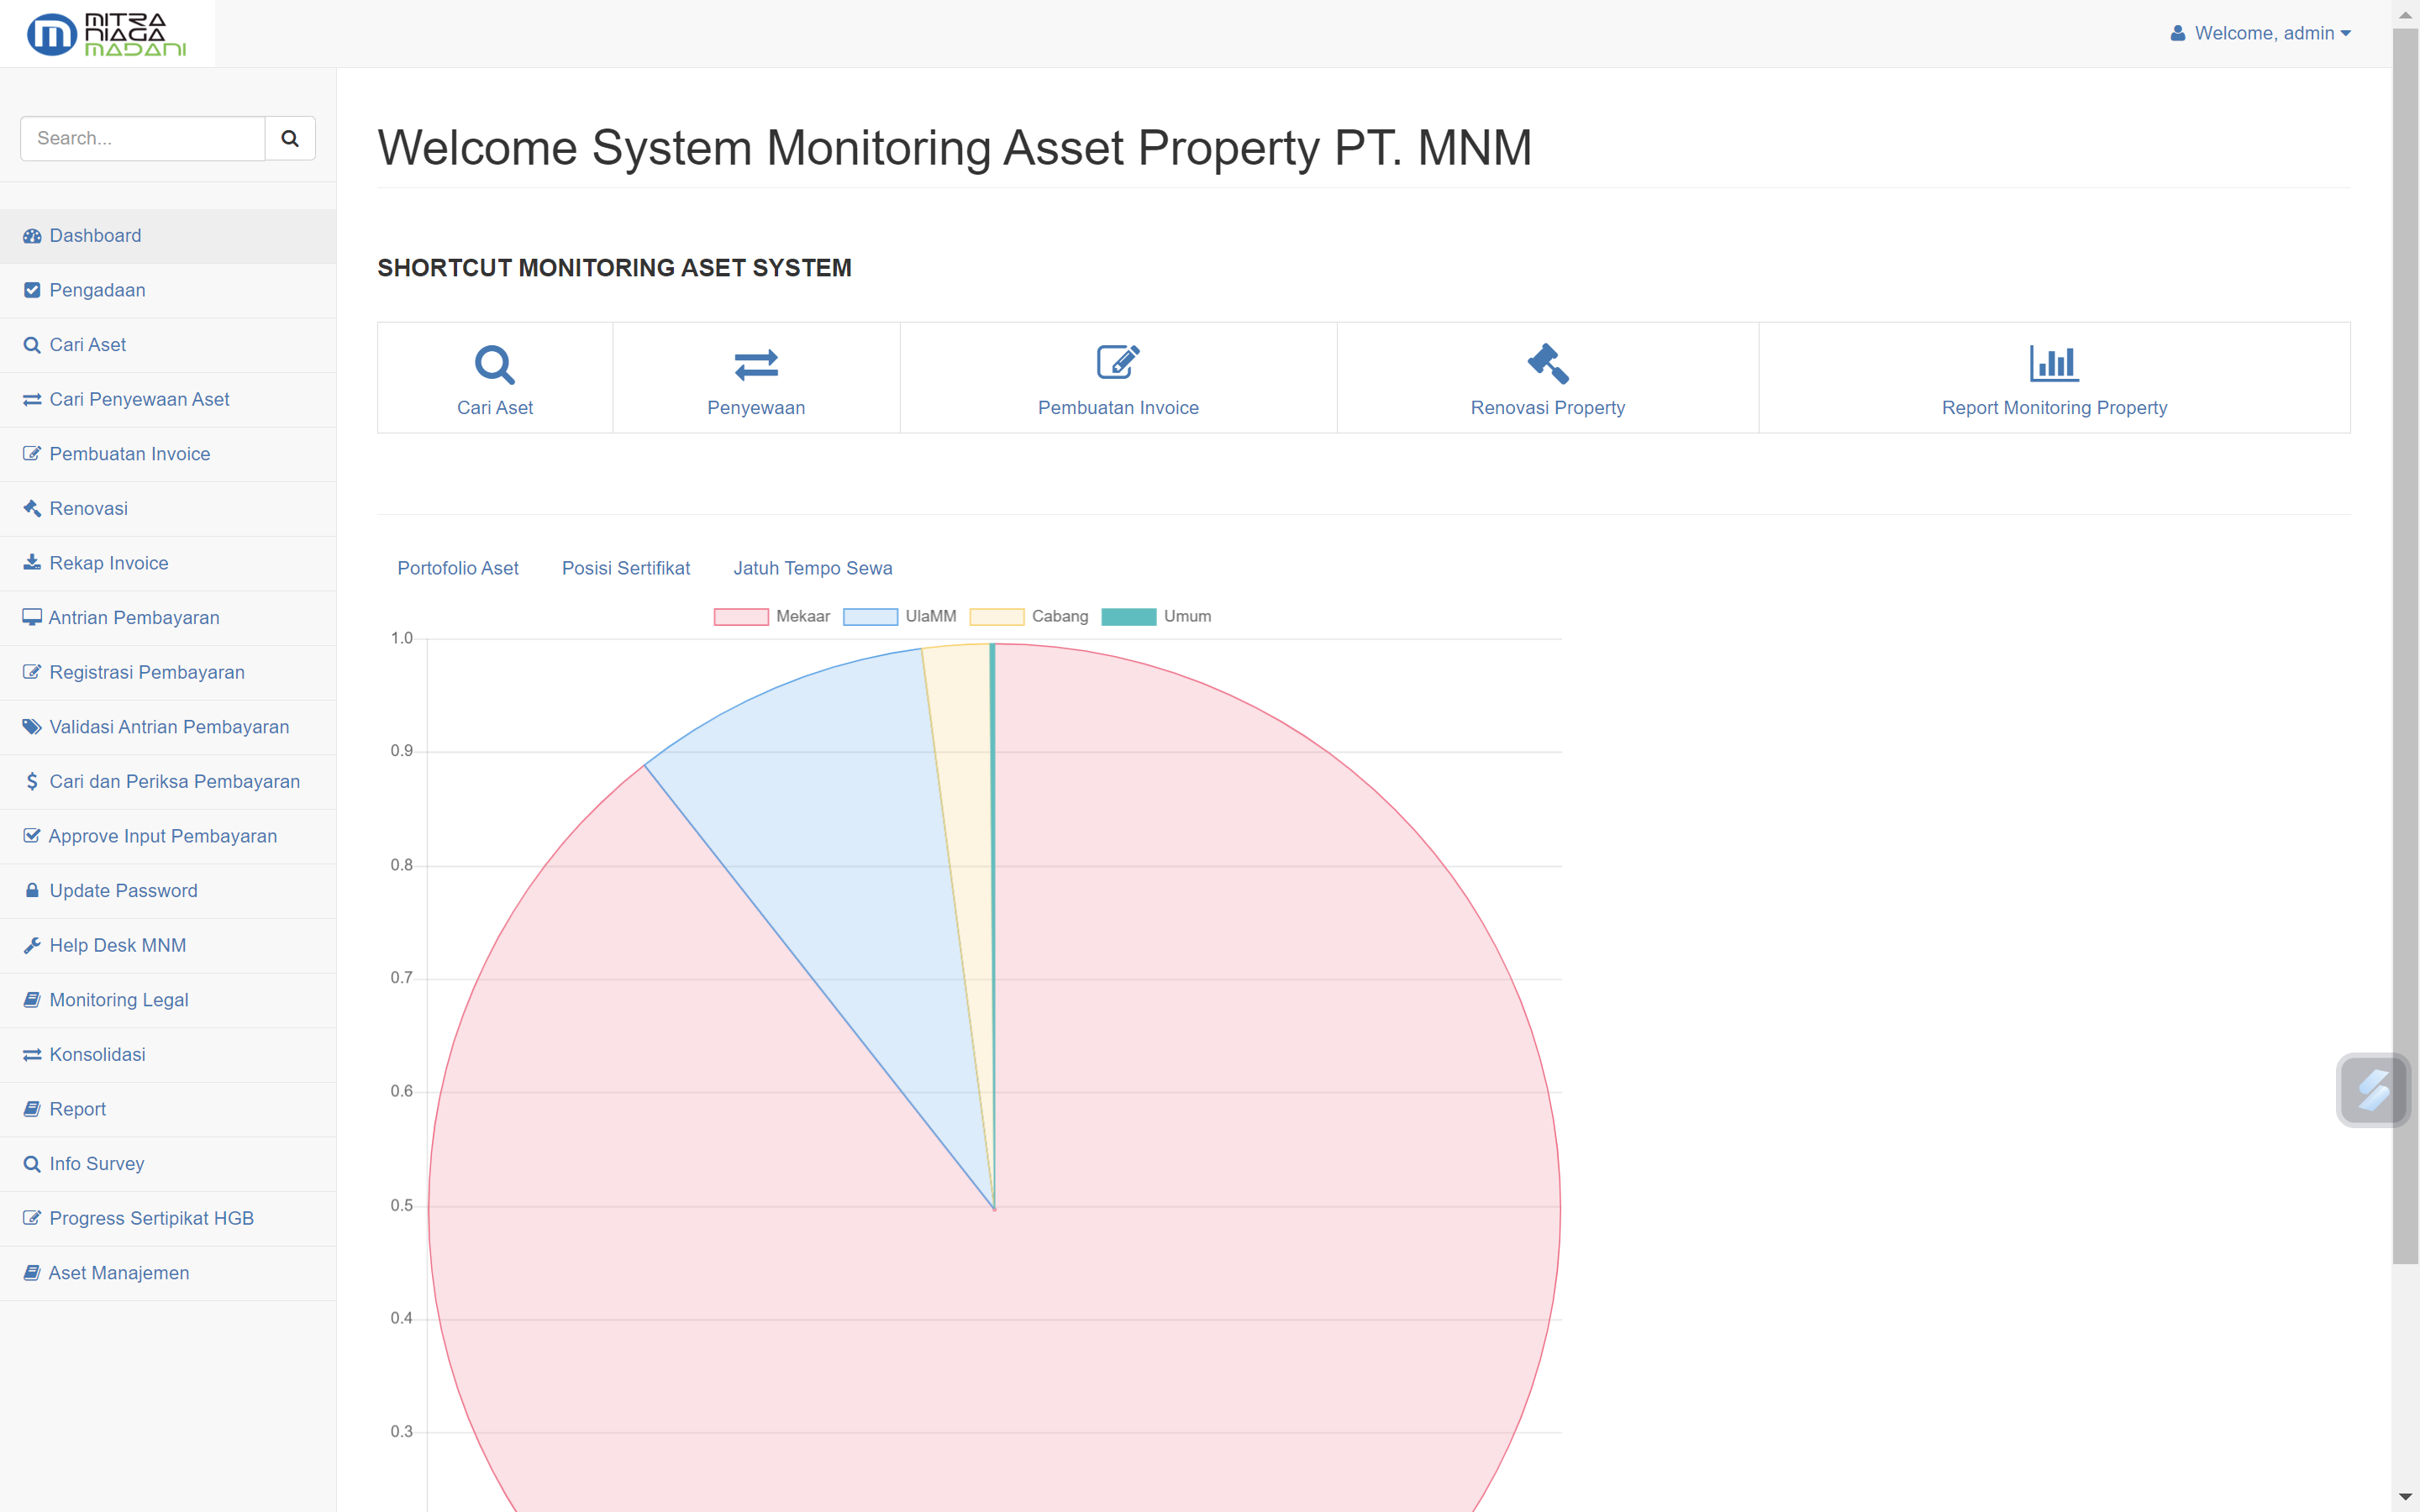 MITRA
NIAGA
MADANI
Welcome, admin
Search...
Dashboard
Pengadaan
Cari Aset
Cari Penyewaan Aset
Pembuatan Invoice
Renovasi
Rekap Invoice
Antrian Pembayaran
Registrasi Pembayaran
Validasi Antrian Pembayaran
Cari dan Periksa Pembayaran
Approve Input Pembayaran
Update Password
Help Desk MNM
Monitoring Legal
Konsolidasi
Report
Info Survey
Progress Sertipikat HGB
Aset Manajemen
Welcome System Monitoring Asset Property PT. MNM
SHORTCUT MONITORING ASET SYSTEM
Cari Aset Penyewaan Pembuatan Invoice Renovasi Property Report Monitoring Property
Portofolio Aset Posisi Sertifikat Jatuh Tempo Sewa
Mekaar UlaMM Cabang Umum
1.0
0.9
0.8
0.7
0.6
0.5
0.4
0.3